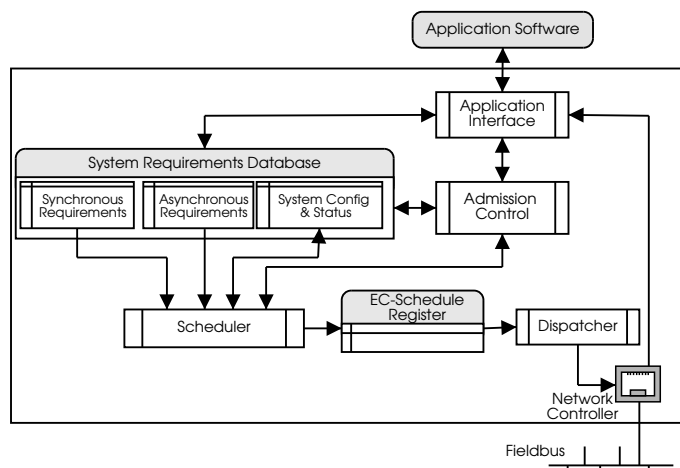 Application Software
Application
Interface
System Requirements Database
Synchronous
Requirements
Asynchronous
Requirements
System Config
& Status
Admission
Control
EC-Schedule
Register
Scheduler
Dispatcher
Network
Controller
Fieldbus